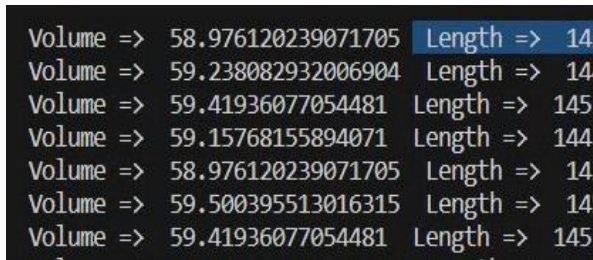 Volume => 58.976120239071705 Length => 14
Volume => 59.238082932006904 Length => 14
Volume => 59.41936077054481 Length => 145
Volume => 59.15768155894071 Length => 144
Volume => 58.976120239071705 Length => 14
Volume => 59.500395513016315 Length => 14
Volume => 59.41936077054481 Length => 145